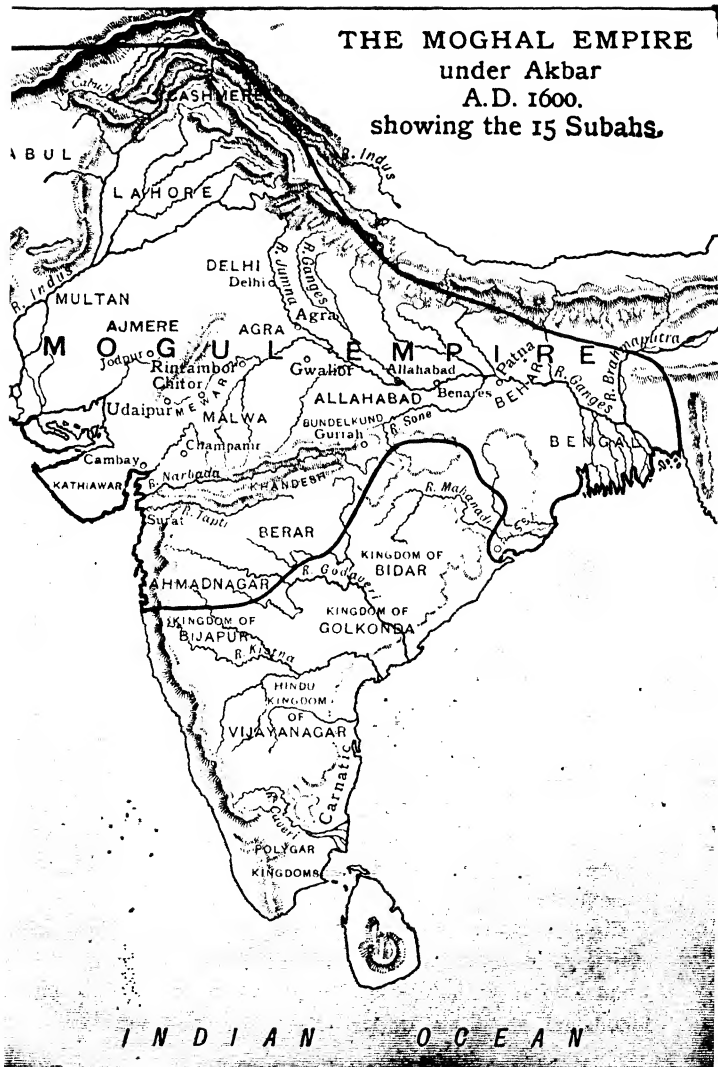 THE MOGHAL EMPIRE
under Akbar
A.D. 1600.
showing the 15 Subahs.
Cabul
CASHMERE
R. Indus
ABUL
LAHORE
R. Indus
MULTAN
DELHI
Delhi
R. Jumna
R. Ganges
AJMERE
AGRA
Agra
MOGUL EMPIRE
Jodpur
Rintambor
Chitor
Gwalior
Allahabad
Patna
R. Brahmaputra
Udaipur
MEWAR
MALWA
ALLAHABAD
Benares
BEHAR
R. Ganges
BUNDELKUND
Gurrah
R. Sone
BENGAL
Champanir
Cambay
KATHIAWAR
R. Narbada
KHANDESH
Surat
R. Tapti
R. Mahanadi
BERAR
KINGDOM OF
BIDAR
AHMADNAGAR
R. Godaveri
KINGDOM OF
BIJAPUR
KINGDOM OF
GOLKONDA
R. Kistna
HINDU
KINGDOM
OF
VIJAYANAGAR
Carnatic
R. Cuveri
POLYGAR
KINGDOMS
INDIAN OCEAN